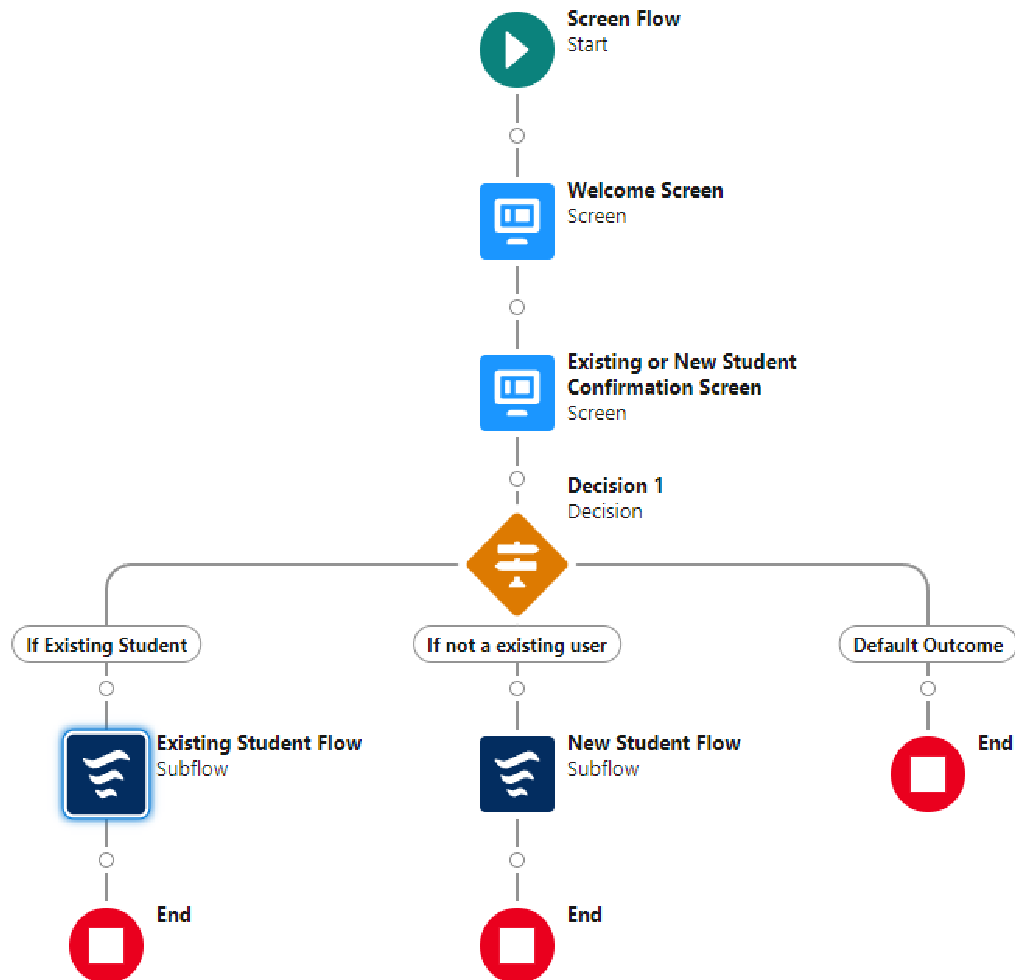 Screen Flow
Start
Welcome Screen
Screen
Existing or New Student
Confirmation Screen
Screen
Decision 1
Decision
If Existing Student
If not a existing user
Default Outcome
Existing Student Flow
Subflow
New Student Flow
Subflow
End
End
End